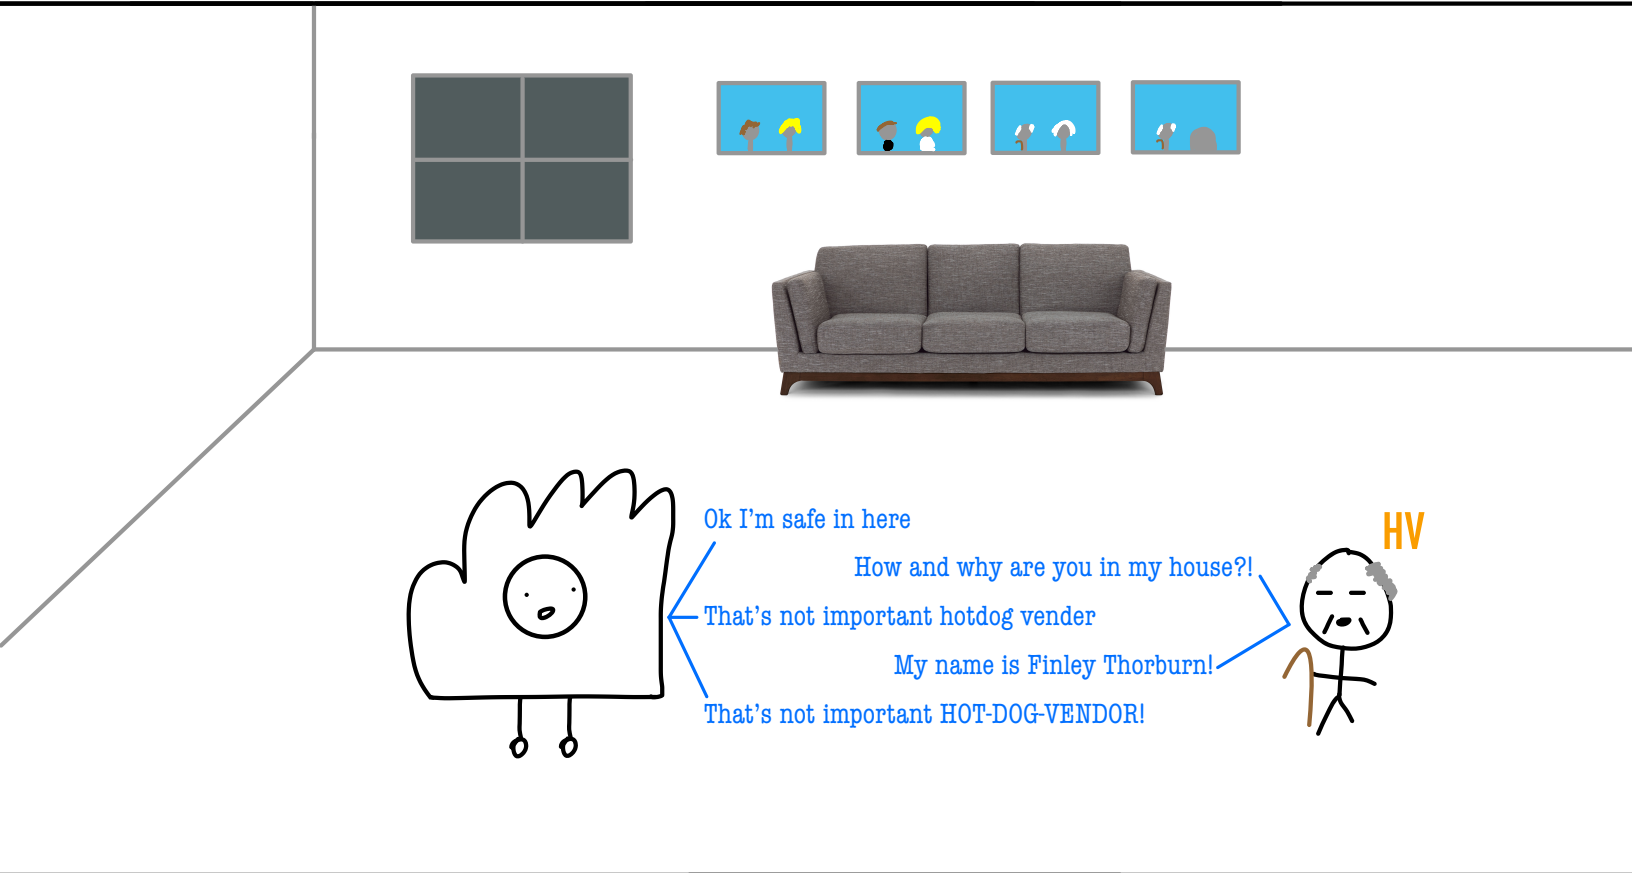 Ok I'm safe in here
HV
How and why are you in my house?!
That's not important hotdog vender
My name is Finley Thorburn!
That's not important HOT-DOG-VENDOR!